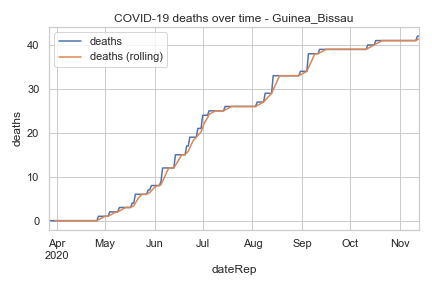 COVID-19 deaths over time - Guinea_Bissau
deaths
deaths (rolling)
40
30
20
10
0
deaths
Apr May Jun Jul Aug Sep Oct Nov
2020
dateRep